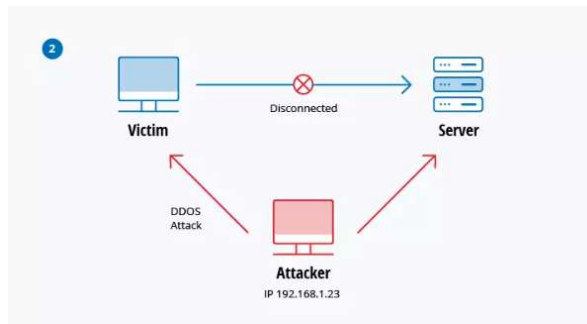 2
Disconnected
Victim
Server
DDOS
Attack
Attacker
IP 192.168.1.23